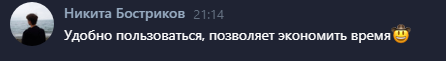 Никита Бостриков 21:14
Удобно пользоваться, позволяет экономить время🤠